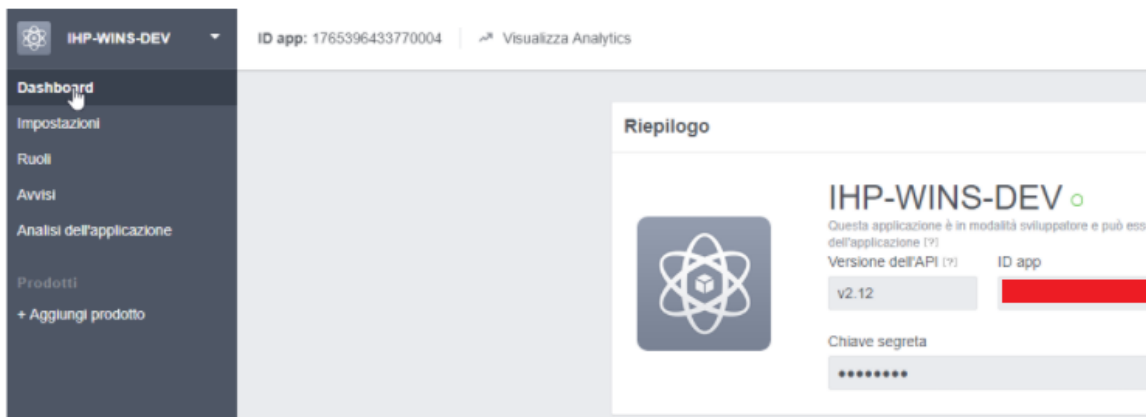 IHP-WINS-DEV
ID app: 1765396433770004
Visualizza Analytics
Dashboard
Impostazioni
Ruoli
Avvisi
Analisi dell'applicazione
Prodotti
+ Aggiungi prodotto
Riepilogo
IHP-WINS-DEV
Questa applicazione è in modalità sviluppatore e può ess
dell'applicazione [?]
Versione dell'API [?]
ID app
v2.12
Chiave segreta
●●●●●●●●